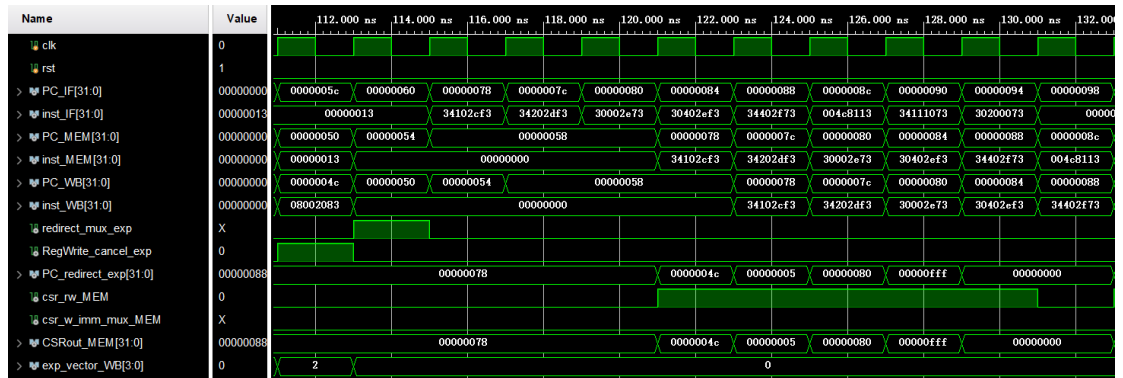 Name Value 112.000 ns 114.000 ns 116.000 ns 118.000 ns 120.000 ns 122.000 ns 124.000 ns 126.000 ns 128.000 ns 130.000 ns 132.00
clk 0
rst 1
PC_IF[31:0] 00000000 0000005c 00000060 00000078 0000007c 00000080 00000084 00000088 0000008c 00000090 00000094 00000098
inst_IF[31:0] 00000013 00000013 34102cf3 34202df3 30002e73 30402ef3 34402f73 004c8113 34111073 30200073 0000
PC_MEM[31:0] 00000000 00000050 00000054 00000058 00000078 0000007c 00000080 00000084 00000088 0000008c
inst_MEM[31:0] 00000000 00000013 00000000 34102cf3 34202df3 30002e73 30402ef3 34402f73 004c8113
PC_WB[31:0] 00000000 0000004c 00000050 00000054 00000058 00000078 0000007c 00000080 00000084 00000088
inst_WB[31:0] 00000000 08002083 00000000 34102cf3 34202df3 30002e73 30402ef3 34402f73
redirect_mux_exp X
RegWrite_cancel_exp 0
PC_redirect_exp[31:0] 00000088 00000078 0000004c 00000005 00000080 00000fff 00000000
csr_rw_MEM 0
csr_w_imm_mux_MEM X
CSRout_MEM[31:0] 00000088 00000078 0000004c 00000005 00000080 00000fff 00000000
exp_vector_WB[3:0] 0 2 0